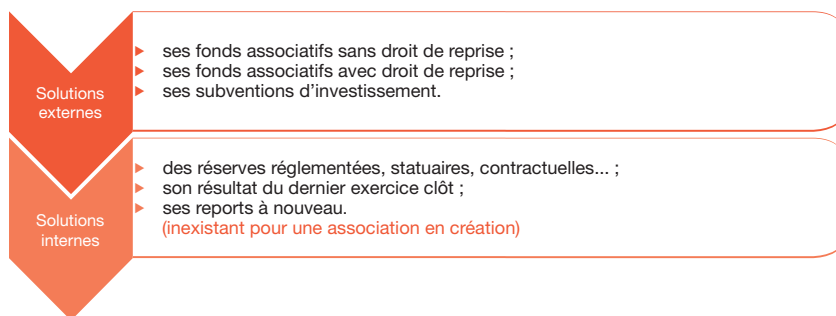 Solutions
externes
ses fonds associatifs sans droit de reprise ;
ses fonds associatifs avec droit de reprise ;
ses subventions d'investissement.
Solutions
internes
des réserves réglementées, statuaires, contractuelles... ;
son résultat du dernier exercice clôt ;
ses reports à nouveau.
(inexistant pour une association en création)